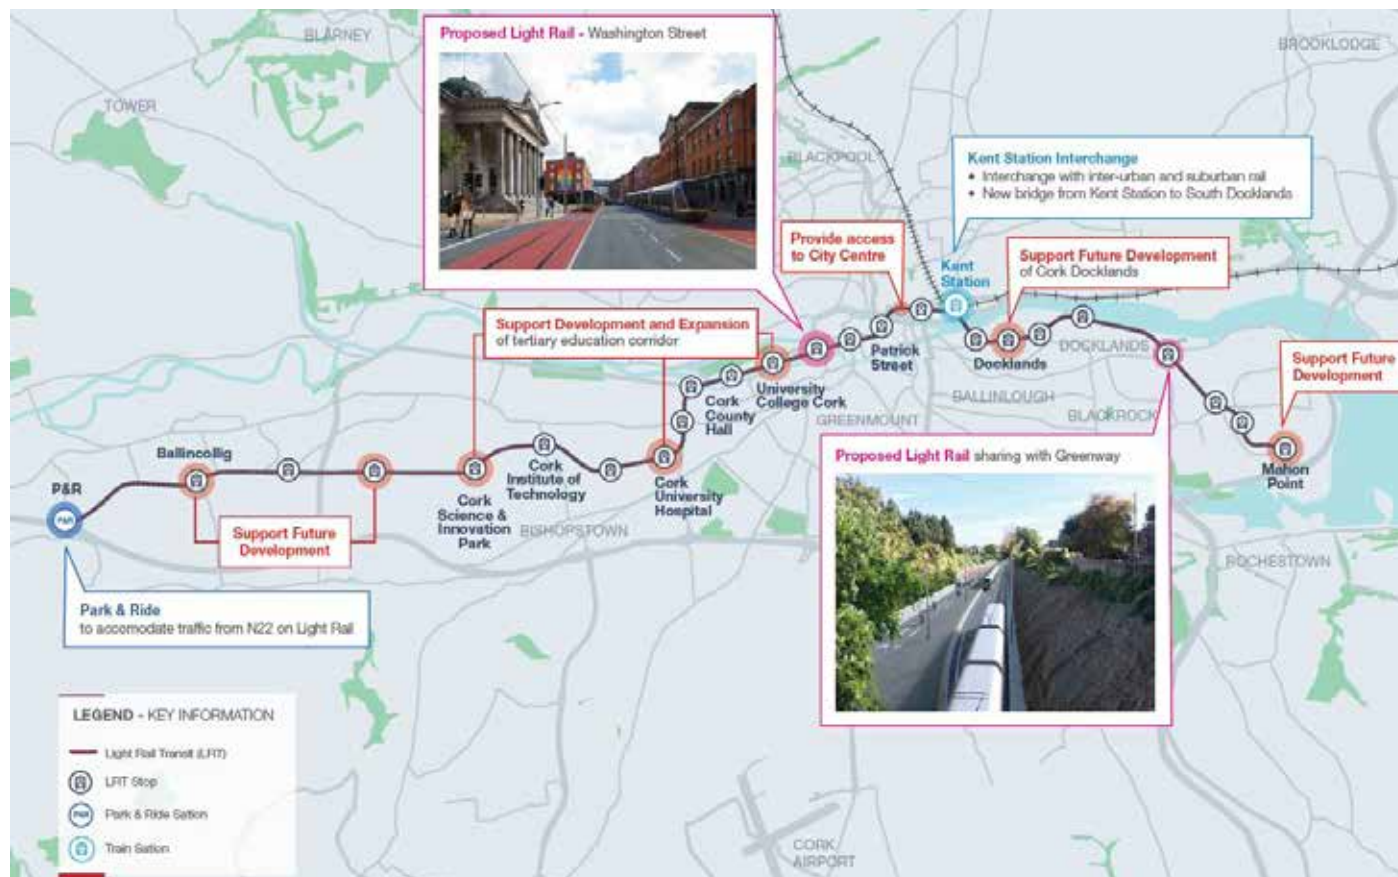 BLARNEY
TOWER
Proposed Light Rail - Washington Street
BROOKLODGE
BLACKPOOL
Kent Station Interchange
• Interchange with inter-urban and suburban rail
• New bridge from Kent Station to South Docklands
Provide access
to City Centre
Kent
Station
Support Future Development
of Cork Docklands
Support Development and Expansion
of tertiary education corridor
Patrick
Street
Docklands
DOCKLANDS
Support Future
Development
University
College Cork
Cork
County
Hall
GREENMOUNT
BALLINLOUGH
BLACKROCK
Mahon
Point
Ballincollig
P&R
P&R
Cork
Institute of
Technology
Cork
Science &
Innovation
Park
BISHOPSTOWN
Cork
University
Hospital
Support Future
Development
Proposed Light Rail sharing with Greenway
ROCHESTOWN
Park & Ride
to accomodate traffic from N22 on Light Rail
LEGEND - KEY INFORMATION
Light Rail Transit (LRT)
LRT Stop
P&R
Park & Ride Sation
Train Sation
CORK
AIRPORT